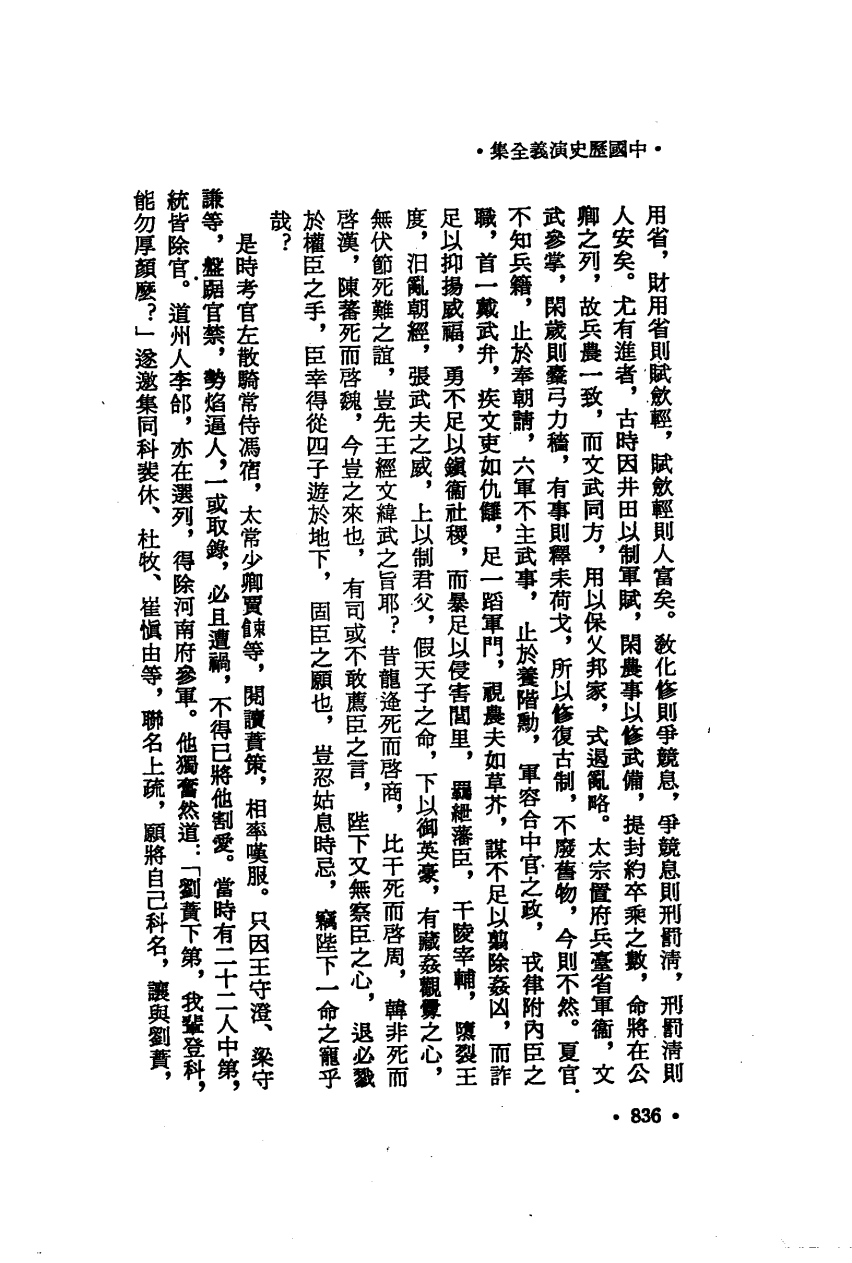 ·中國歷史演義全集·
用省，財用省則賦斂輕，賦斂輕則人富矣。敎化修則爭競息，爭競息則刑罰清，刑罰清則
人安矣。尤有進者，古時因井田以制軍賦，閑農事以修武備，提封約卒乘之數，命將在公
卿之列，故兵農一致，而文武同方，用以保乂邦家，式遏亂略。太宗置府兵臺省軍衞，文
武參掌，閑歲則櫜弓力穡，有事則釋耒荷戈，所以修復古制，不廢舊物，今則不然。夏官
不知兵籍，止於奉朝請，六軍不主武事，止於養階勳，軍容合中官之政，戎律附內臣之
職，首一戴武弁，疾文吏如仇讎，足一蹈軍門，視農夫如草芥，謀不足以翦除姦凶，而詐
足以抑揚威福，勇不足以鎭衞社稷，而暴足以侵害閭里，羈紲藩臣，干陵宰輔，隳裂王
度，汨亂朝經，張武夫之威，上以制君父，假天子之命，下以御英豪，有藏姦觀釁之心，
無伏節死難之誼，豈先王經文緯武之旨耶？昔龍逄死而啓商，比干死而啓周，韓非死而
啓漢，陳蕃死而啓魏，今豈之來也，有司或不敢薦臣之言，陛下又無察臣之心，退必戮
於權臣之手，臣幸得從四子遊於地下，固臣之願也，豈忍姑息時忌，竊陛下一命之寵乎
哉？
是時考官左散騎常侍馮宿，太常少卿賈餗等，閱讀蕡策，相率嘆服。只因王守澄、梁守
謙等，盤踞官禁，勢焰逼人，一或取錄，必且遭禍，不得已將他割愛。當時有二十二人中第，
統皆除官。道州人李郃，亦在選列，得除河南府參軍。他獨奮然道：「劉蕡下第，我輩登科，
能勿厚顏麼？」遂邀集同科裴休、杜牧、崔愼由等，聯名上疏，願將自己科名，讓與劉蕡，
·836·